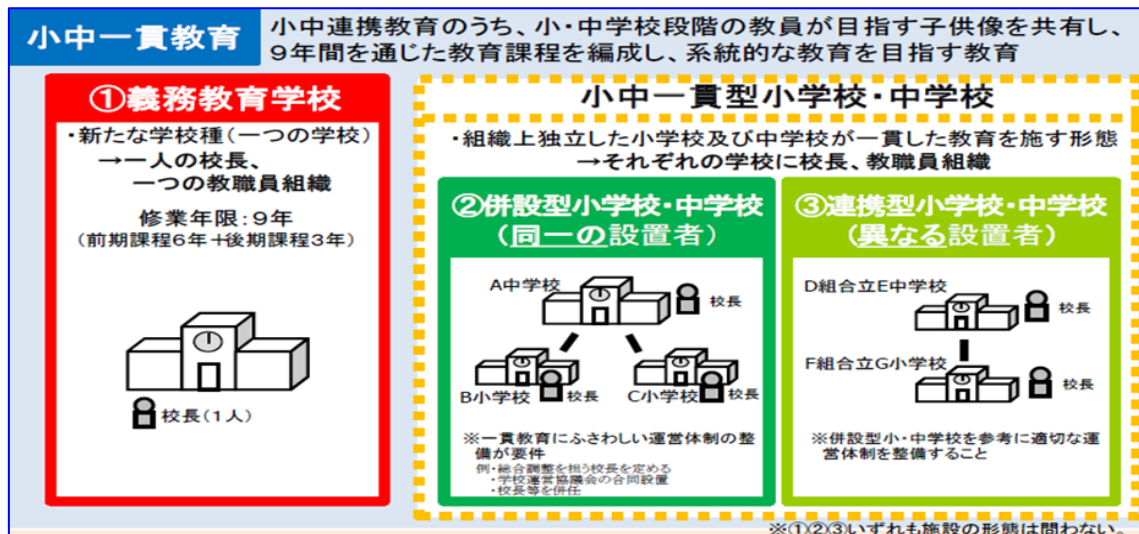 小中一貫教育
小中連携教育のうち、小・中学校段階の教員が目指す子供像を共有し、
9年間を通じた教育課程を編成し、系統的な教育を目指す教育
①義務教育学校
・新たな学校種(一つの学校)
→一人の校長、
一つの教職員組織
修業年限:9年
(前期課程6年+後期課程3年)
校長(1人)
小中一貫型小学校・中学校
・組織上独立した小学校及び中学校が一貫した教育を施す形態
→それぞれの学校に校長、教職員組織
②併設型小学校・中学校
(同一の設置者)
A中学校
校長
B小学校
校長
C小学校
校長
※一貫教育にふさわしい運営体制の整
備が要件
例・総合調整を担う校長を定める
・学校運営協議会の合同設置
・校長等を併任
③連携型小学校・中学校
(異なる設置者)
D組合立E中学校
校長
F組合立G小学校
校長
※併設型小・中学校を参考に適切な運
営体制を整備すること
※①②③いずれも施設の形態は問わない。